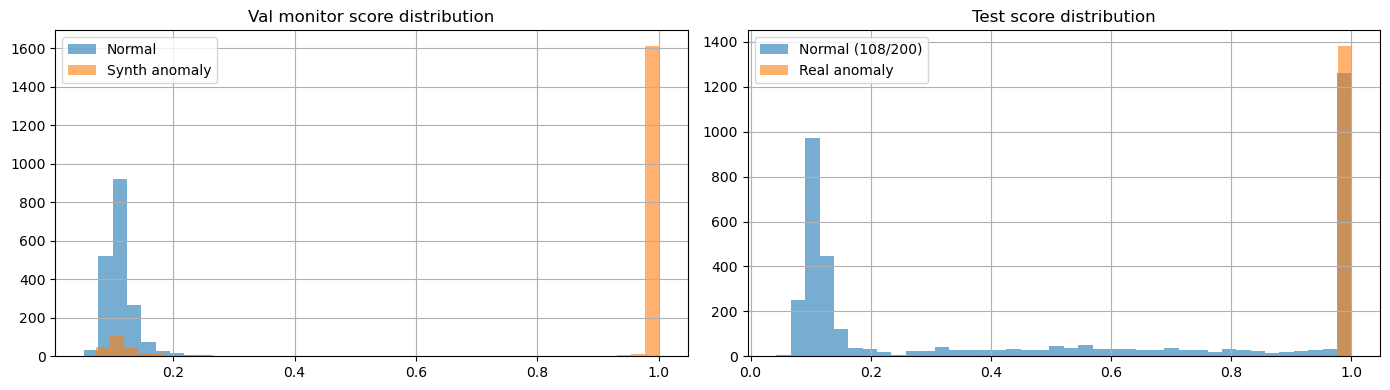 Val monitor score distribution
Normal
Synth anomaly
1600
1400
1200
1000
800
600
400
200
0
0.2 0.4 0.6 0.8 1.0
Test score distribution
Normal (108/200)
Real anomaly
1400
1200
1000
800
600
400
200
0
0.0 0.2 0.4 0.6 0.8 1.0